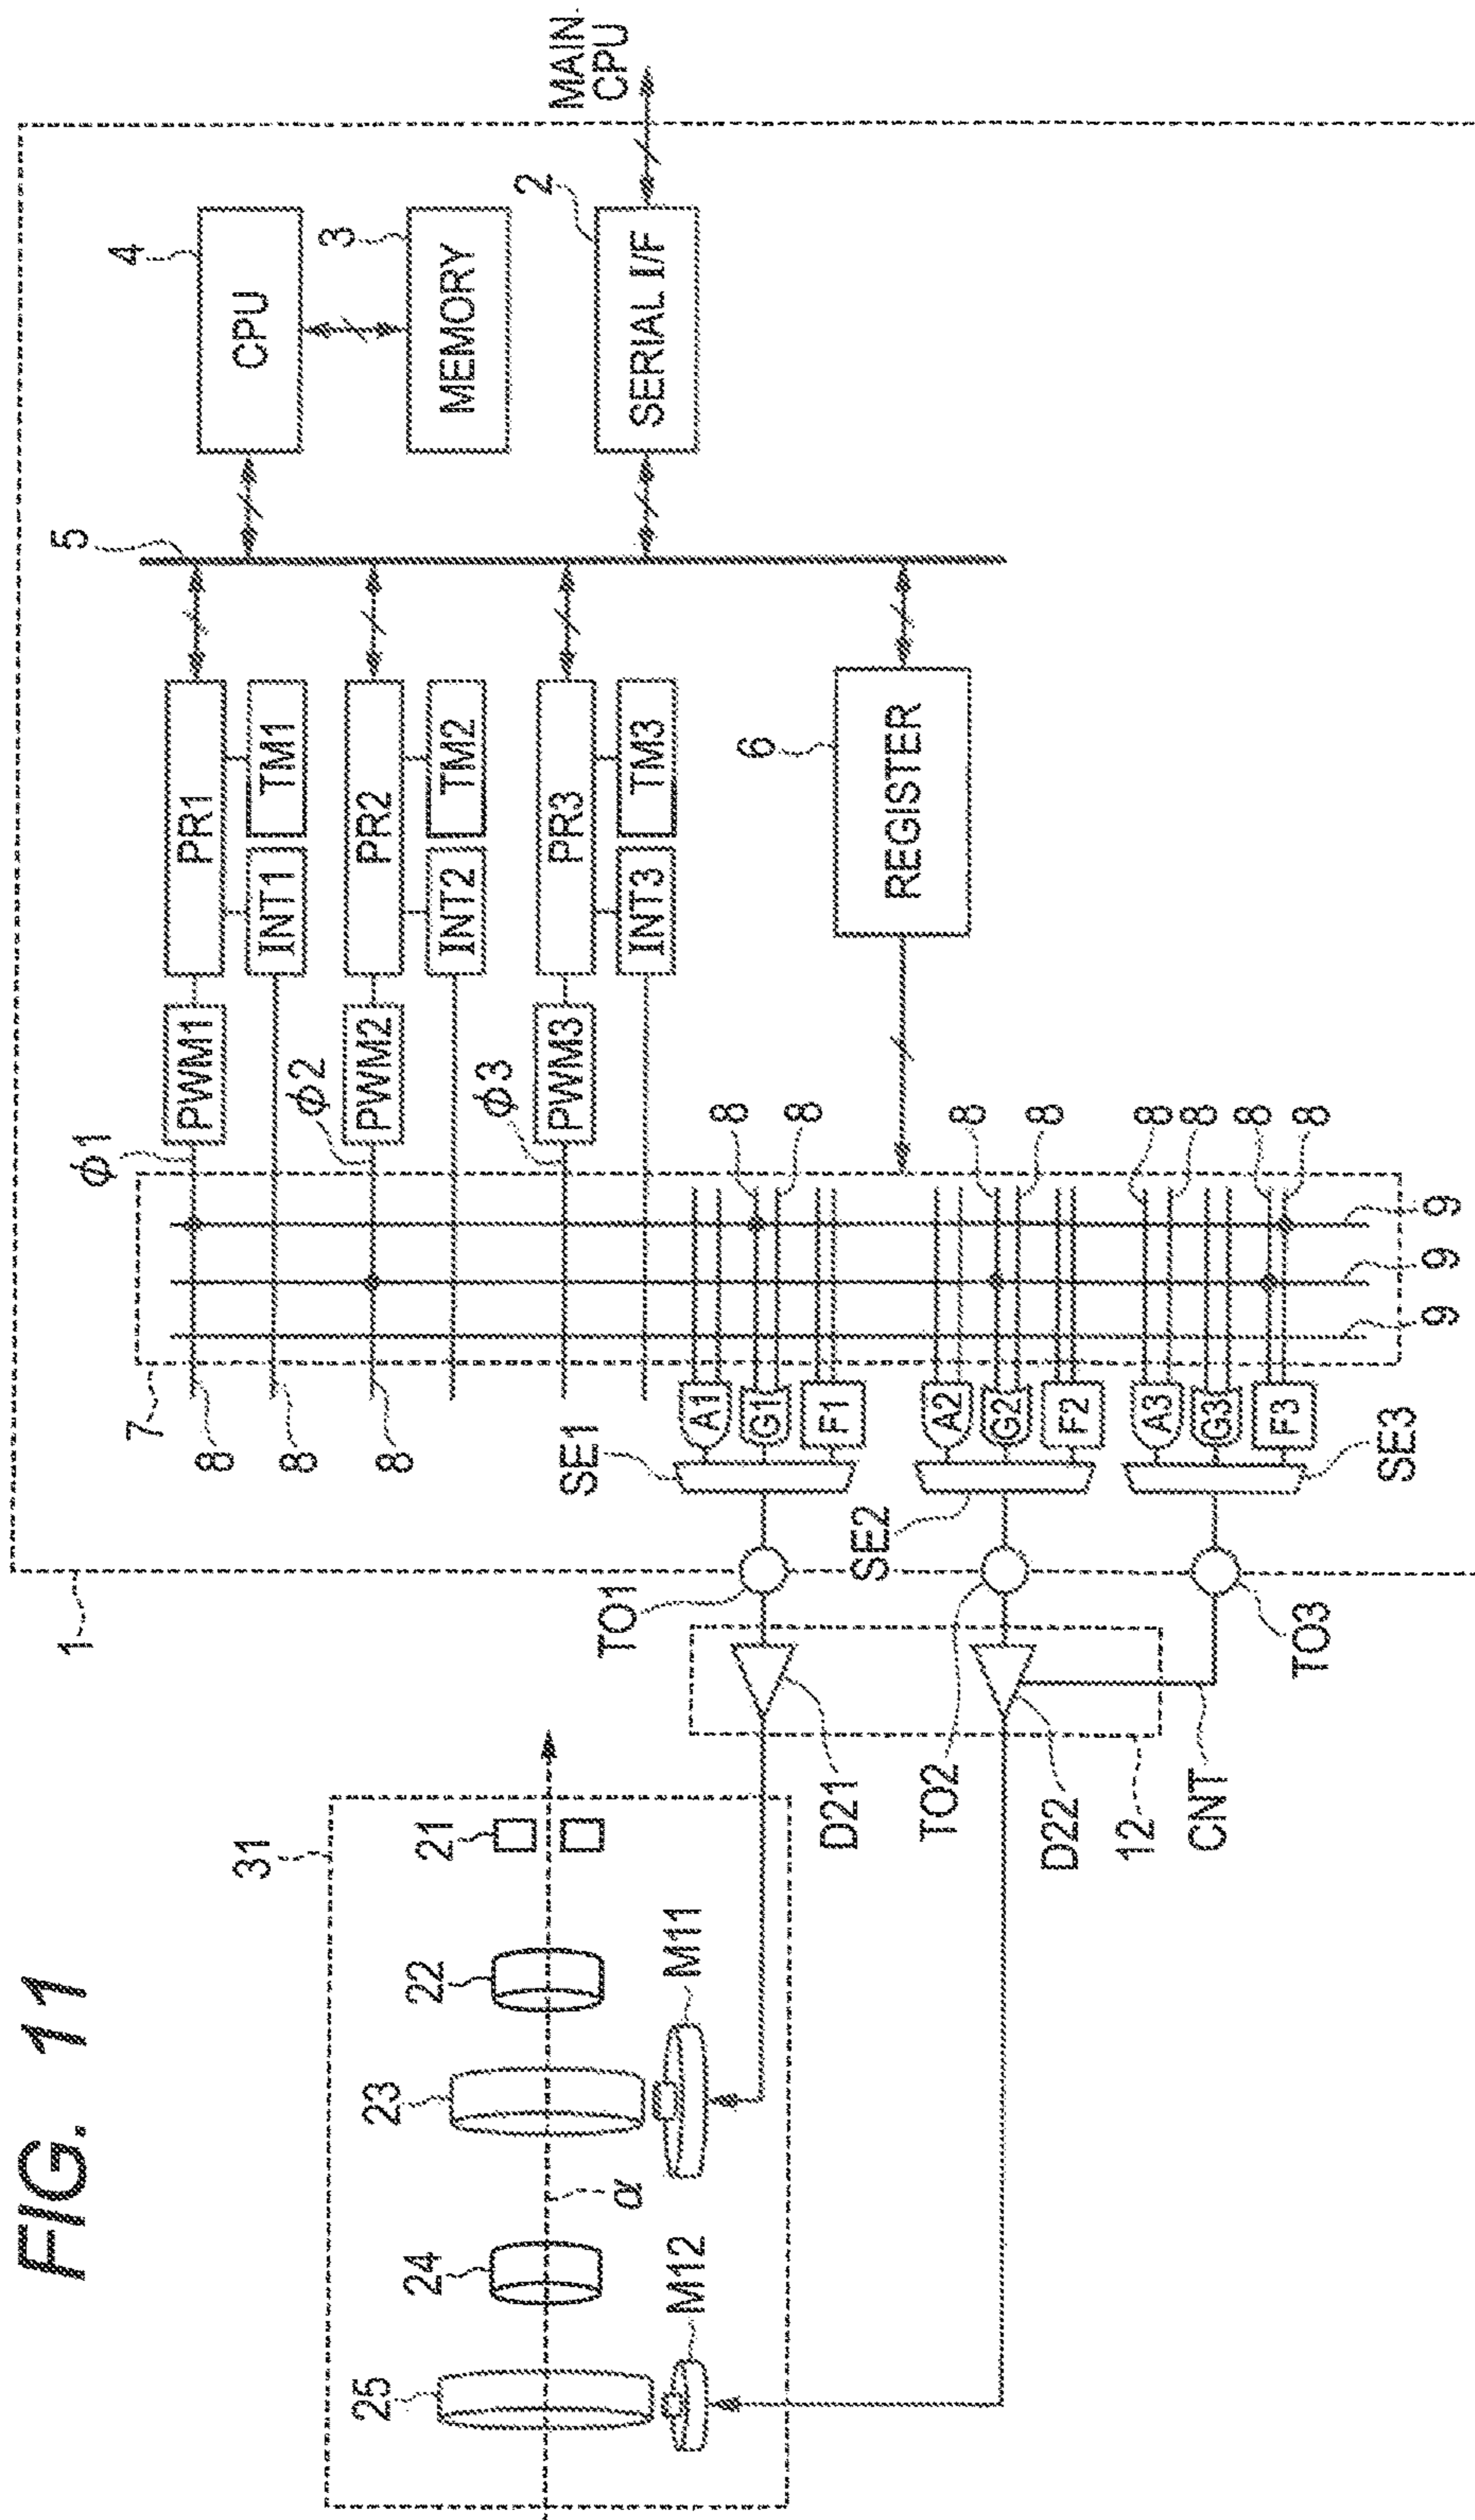 FIG. 11
1
31
21
22
23
24
25
α
M11
M12
D21
TO2
D22
12
CNT
TO1
TO3
SE1
SE2
SE3
7
8
8
8
A1
G1
F1
A2
G2
F2
A3
G3
F3
9
9
9
8
8
8
8
8
8
8
8
φ1
φ2
φ3
PWM1
PWM2
PWM3
PR1
INT1
TM1
PR2
INT2
TM2
PR3
INT3
TM3
6
REGISTER
5
4
CPU
3
MEMORY
2
SERIAL I/F
MAIN
CPU